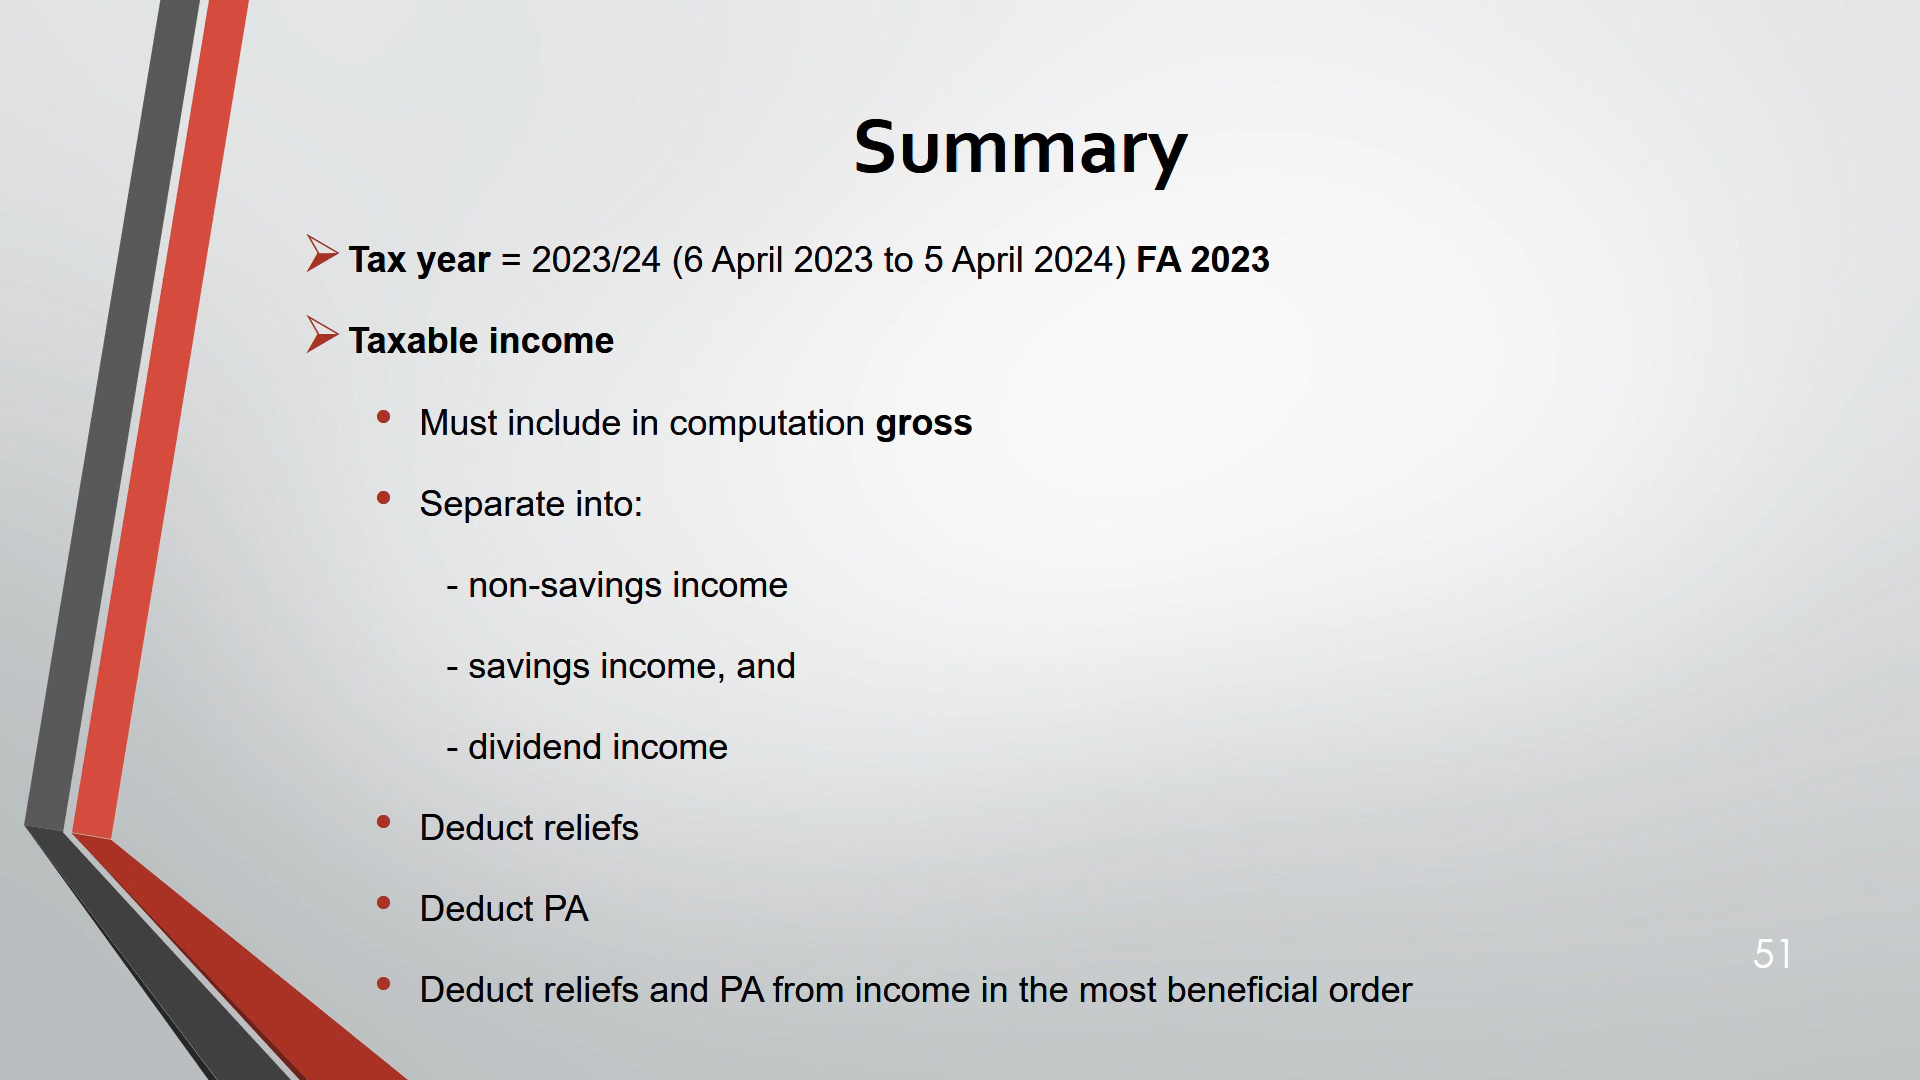 Summary
Tax year = 2023/24 (6 April 2023 to 5 April 2024) FA 2023
Taxable income
• Must include in computation gross
• Separate into:
- non-savings income
- savings income, and
- dividend income
• Deduct reliefs
• Deduct PA
• Deduct reliefs and PA from income in the most beneficial order
51